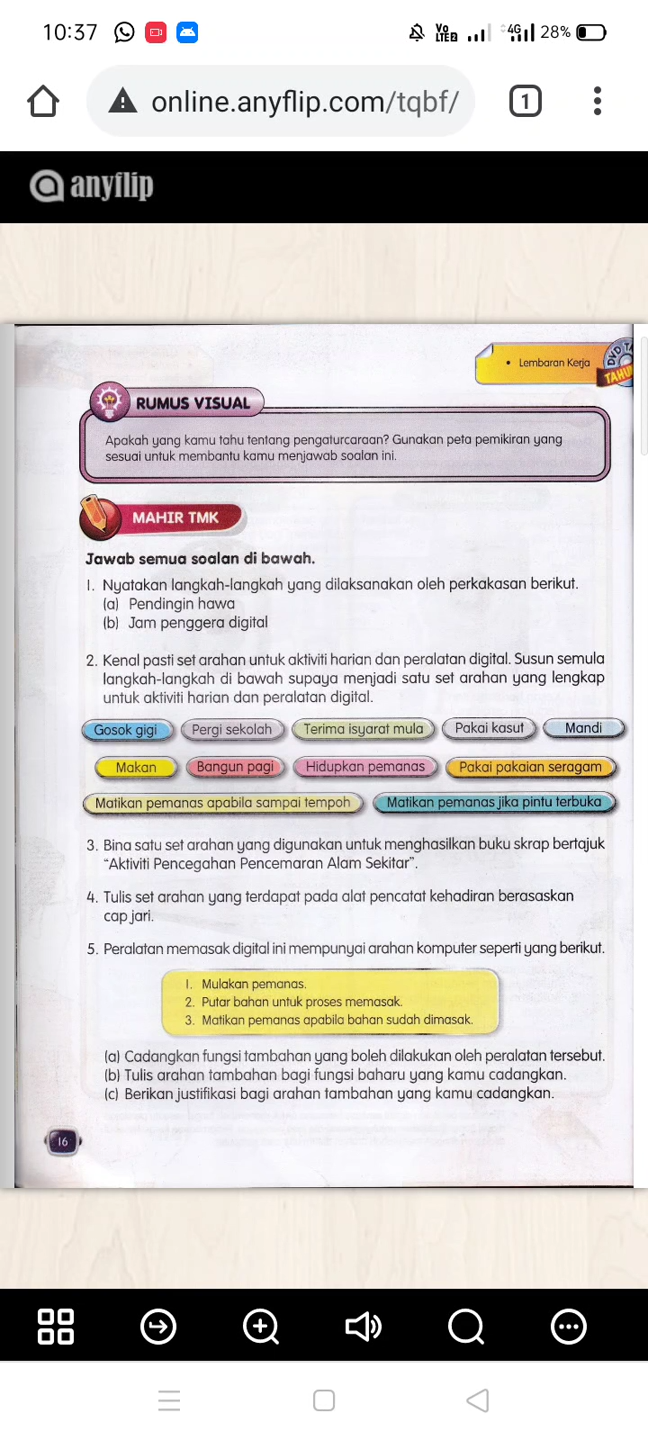 10:37
Vo
LTE2
4G
28%
online.anyflip.com/tqbf/
1
anyflip
• Lembaran Kerja
RUMUS VISUAL
Apakah yang kamu tahu tentang pengaturcaraan? Gunakan peta pemikiran yang
sesuai untuk membantu kamu menjawab soalan ini.
MAHIR TMK
Jawab semua soalan di bawah.
1. Nyatakan langkah-langkah yang dilaksanakan oleh perkakasan berikut.
(a) Pendingin hawa
(b) Jam penggera digital
2. Kenal pasti set arahan untuk aktiviti harian dan peralatan digital. Susun semula
langkah-langkah di bawah supaya menjadi satu set arahan yang lengkap
untuk aktiviti harian dan peralatan digital.
Gosok gigi Pergi sekolah Terima isyarat mula Pakai kasut Mandi
Makan Bangun pagi Hidupkan pemanas Pakai pakaian seragam
Matikan pemanas apabila sampai tempoh Matikan pemanas jika pintu terbuka
3. Bina satu set arahan yang digunakan untuk menghasilkan buku skrap bertajuk
“Aktiviti Pencegahan Pencemaran Alam Sekitar”.
4. Tulis set arahan yang terdapat pada alat pencatat kehadiran berasaskan
cap jari.
5. Peralatan memasak digital ini mempunyai arahan komputer seperti yang berikut.
1. Mulakan pemanas.
2. Putar bahan untuk proses memasak.
3. Matikan pemanas apabila bahan sudah dimasak.
(a) Cadangkan fungsi tambahan yang boleh dilakukan oleh peralatan tersebut.
(b) Tulis arahan tambahan bagi fungsi baharu yang kamu cadangkan.
(c) Berikan justifikasi bagi arahan tambahan yang kamu cadangkan.
16